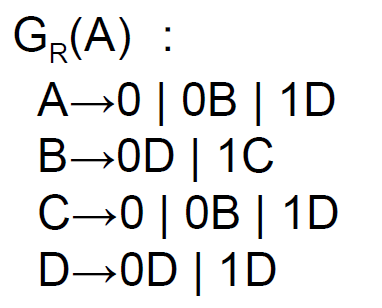 G_R(A) :
A→0 | 0B | 1D
B→0D | 1C
C→0 | 0B | 1D
D→0D | 1D